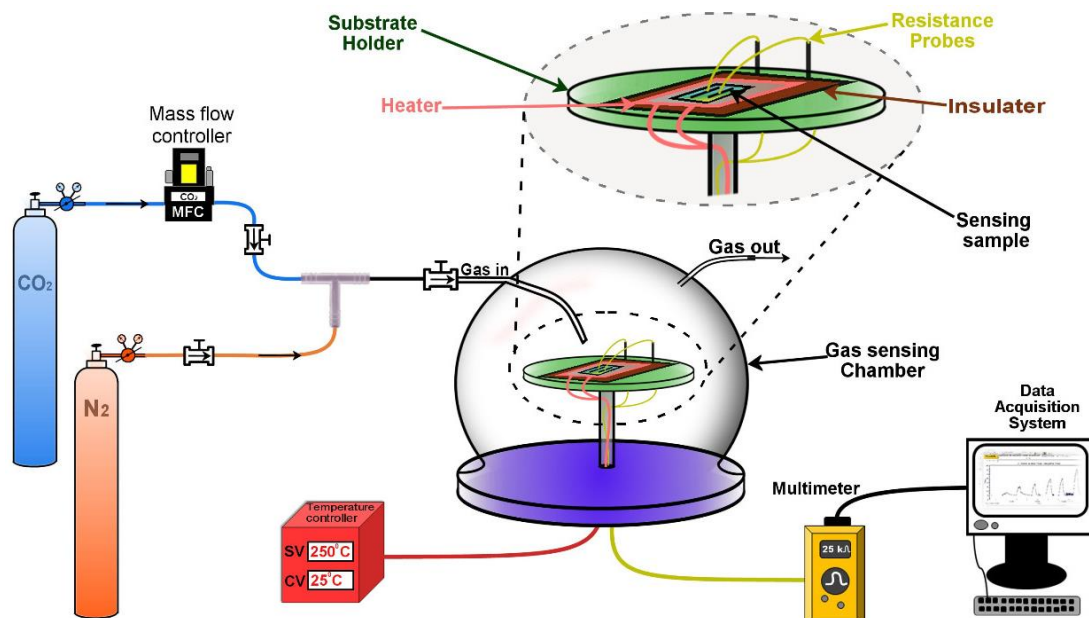 Substrate
Holder
Resistance
Probes
Heater
Insulater
Mass flow
controller
CO₂
MFC
Sensing
sample
Gas out
Gas in
CO₂
Gas sensing
Chamber
N₂
Data
Acquisition
System
Multimeter
Temperature
controller
SV 250°C
CV 25°C
25 kΩ